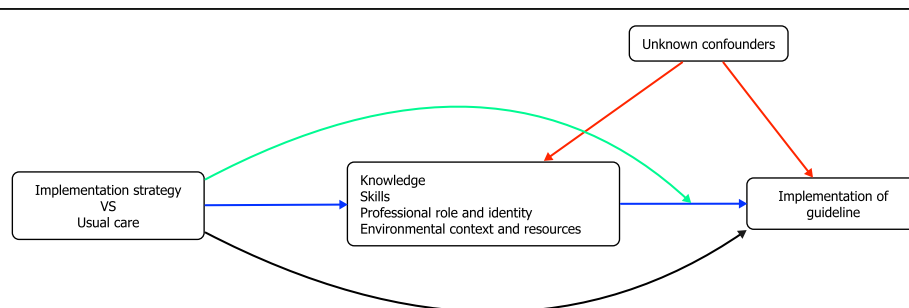 Unknown confounders
Implementation strategy
VS
Usual care
Knowledge
Skills
Professional role and identity
Environmental context and resources
Implementation of
guideline